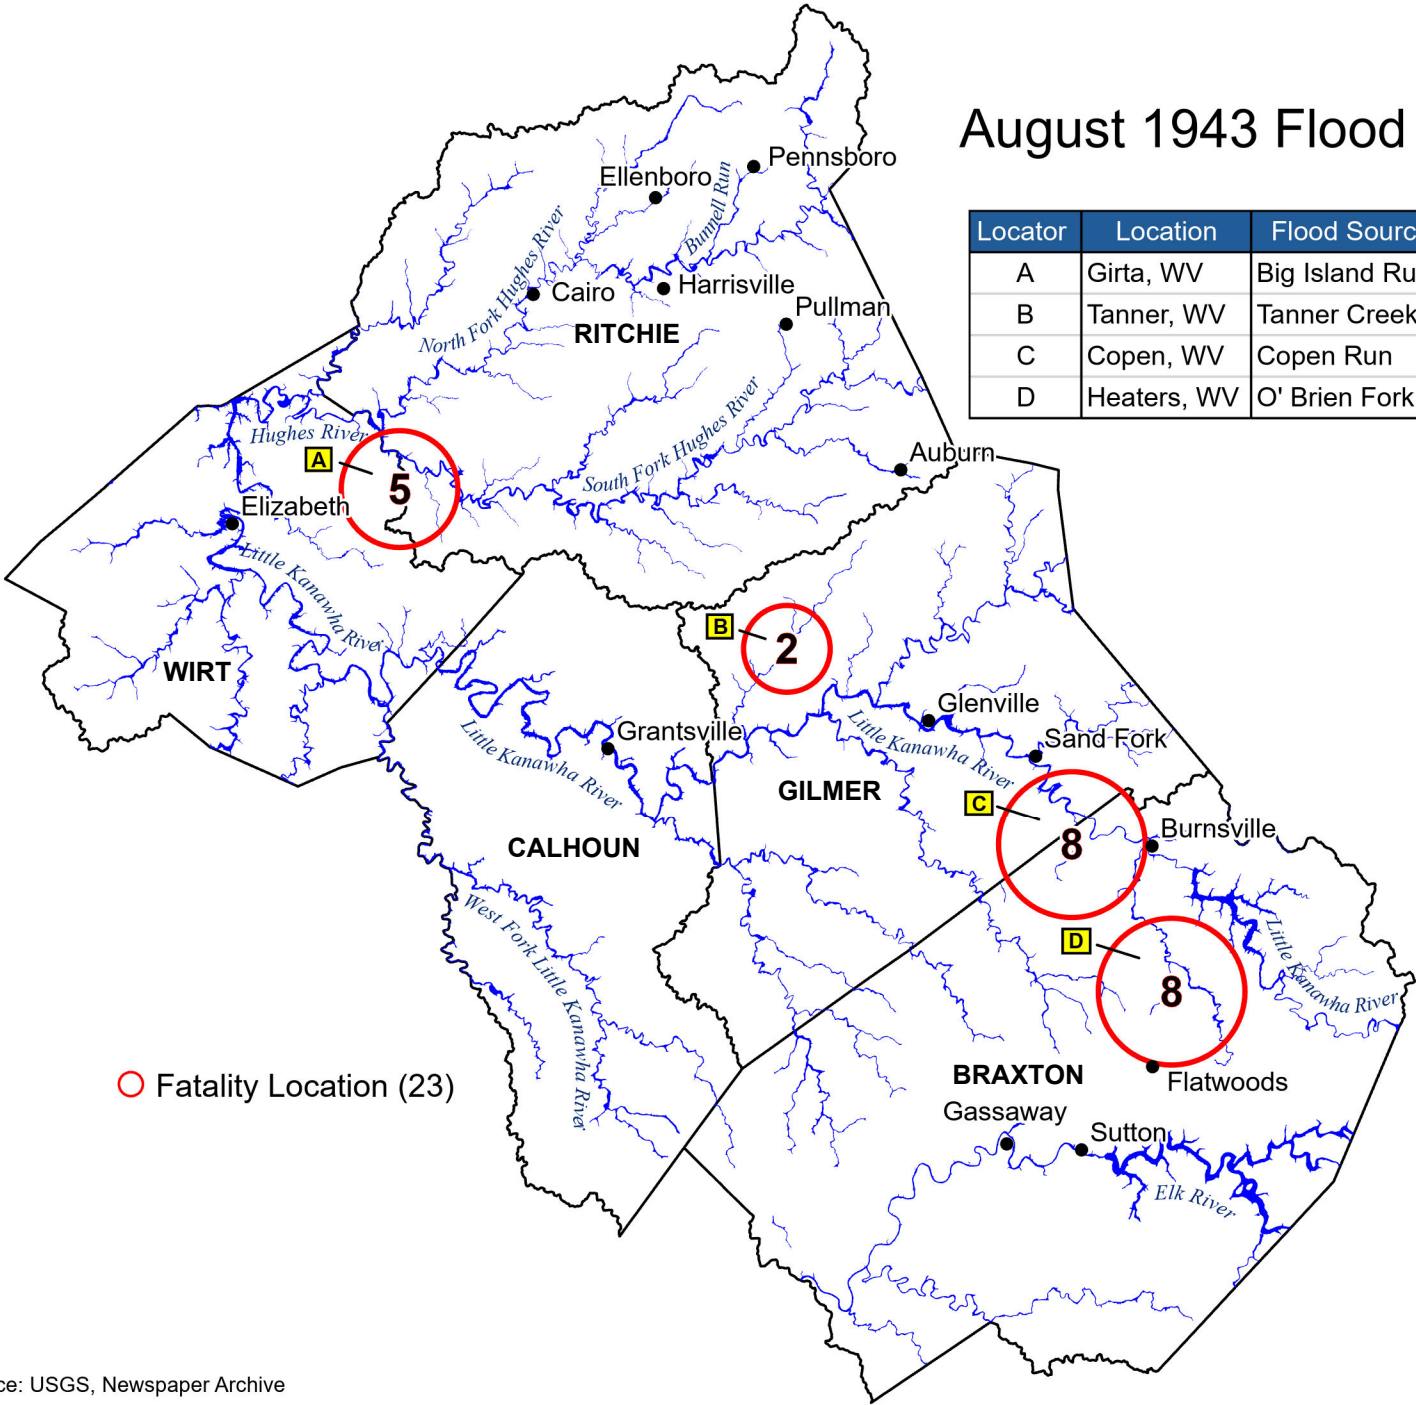 August 1943 Flood
Locator Location Flood Sourc
A Girta, WV Big Island Ru
B Tanner, WV Tanner Creek
C Copen, WV Copen Run
D Heaters, WV O' Brien Fork
Pennsboro
Ellenboro
Bunnell Run
North Fork Hughes River
Cairo
Harrisville
Pullman
RITCHIE
Hughes River
South Fork Hughes River
Auburn
A
5
Elizabeth
Little Kanawha River
WIRT
B
2
Glenville
Grantsville
Little Kanawha River
Little Kanawha River
Sand Fork
GILMER
C
8
Burnsville
CALHOUN
West Fork Little Kanawha River
D
8
Little Kanawha River
BRAXTON
Flatwoods
Gassaway
Sutton
Elk River
Fatality Location (23)
ce: USGS, Newspaper Archive